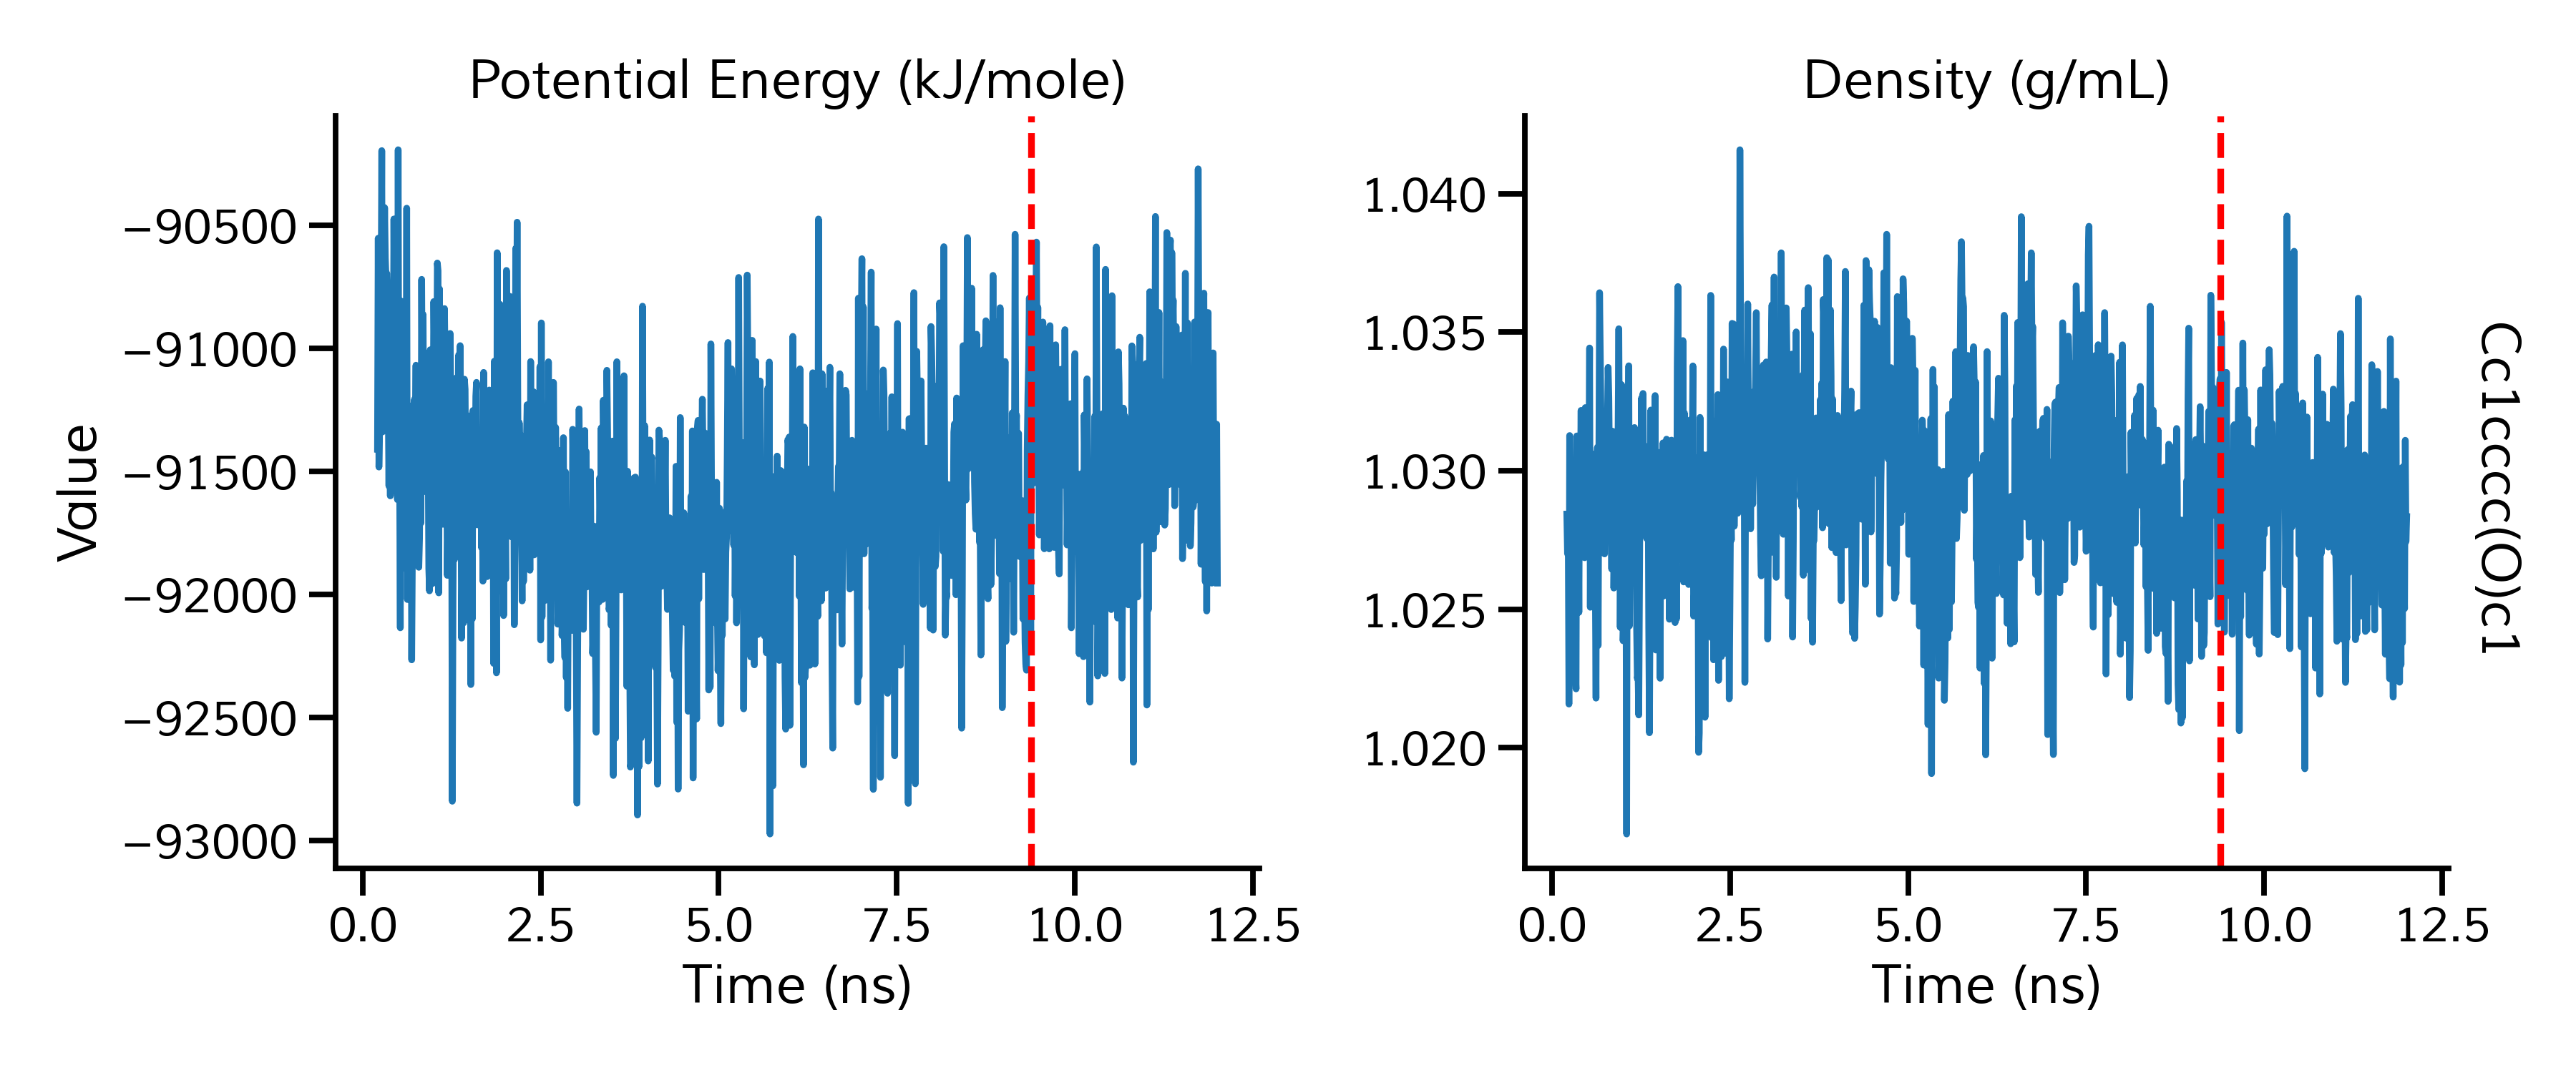 Potential Energy (kJ/mole)
Value
−90500
−91000
−91500
−92000
−92500
−93000
0.0 2.5 5.0 7.5 10.0 12.5
Time (ns)
Density (g/mL)
1.040
1.035
1.030
1.025
1.020
0.0 2.5 5.0 7.5 10.0 12.5
Time (ns)
Cc1cccc(O)c1